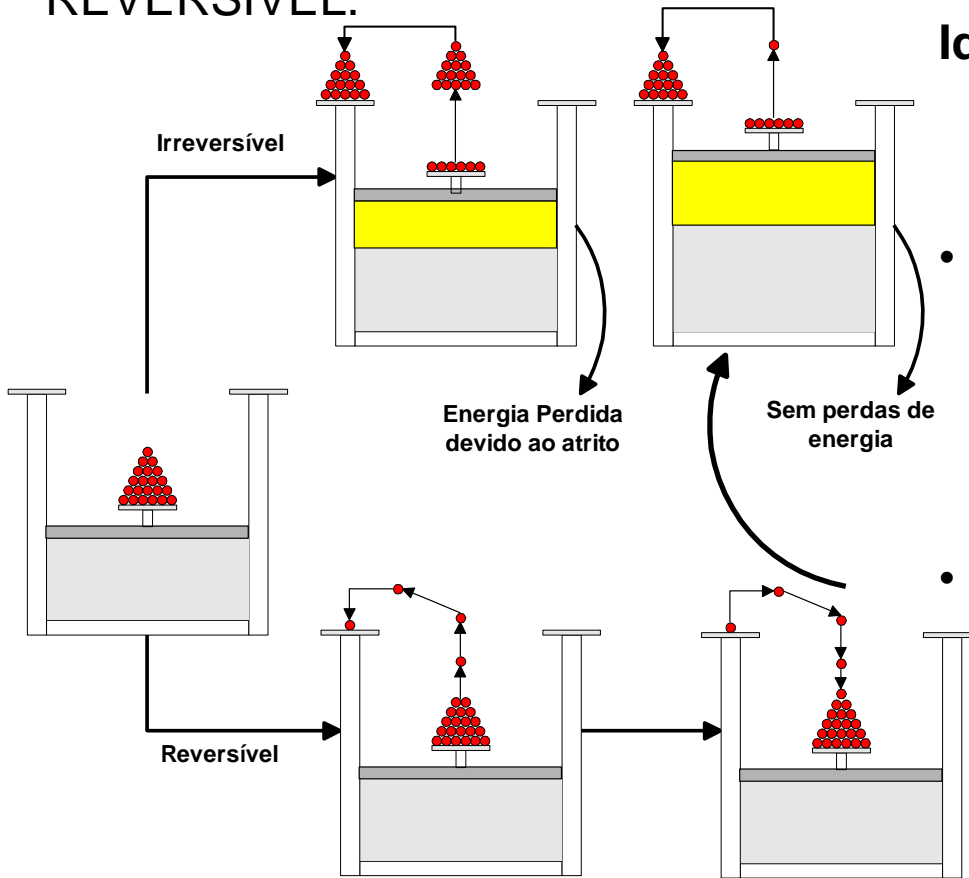 REVERSÍVEL.
Irreversível
Energia Perdida
devido ao atrito
Sem perdas de
energia
Reversível